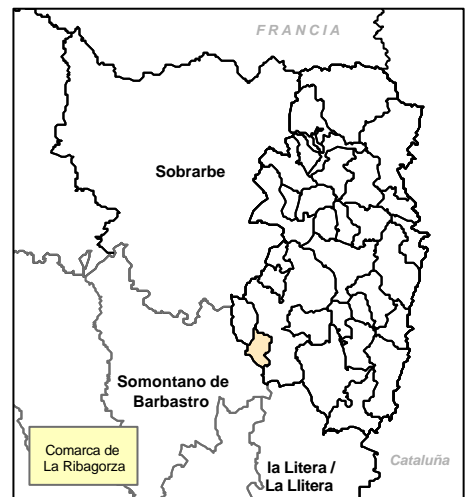 FRANCIA
Sobrarbe
Somontano de
Barbastro
Comarca de
La Ribagorza
la Litera /
La Llitera
Cataluña